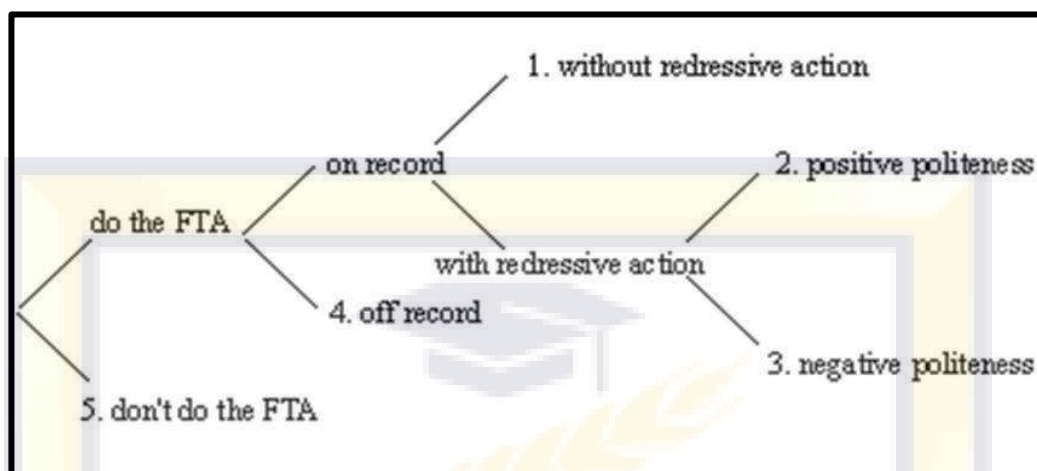 1. without redressive action
on record
2. positive politeness
do the FTA
with redressive action
4. off record
3. negative politeness
5. don't do the FTA